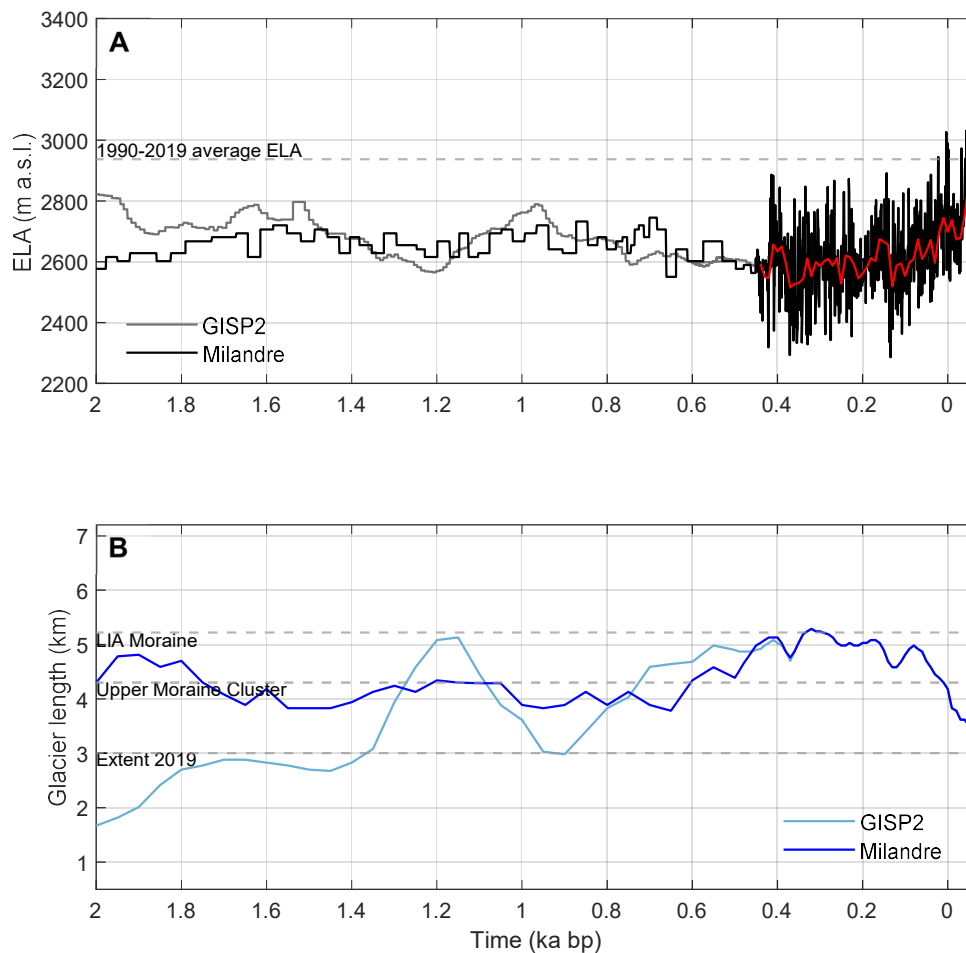 A
3400
3200
3000
2800
2600
2400
2200
ELA (m a.s.l.)
1990-2019 average ELA
GISP2
Milandre
2 1.8 1.6 1.4 1.2 1 0.8 0.6 0.4 0.2 0
B
7
6
5
4
3
2
1
Glacier length (km)
LIA Moraine
Upper Moraine Cluster
Extent 2019
GISP2
Milandre
2 1.8 1.6 1.4 1.2 1 0.8 0.6 0.4 0.2 0
Time (ka bp)